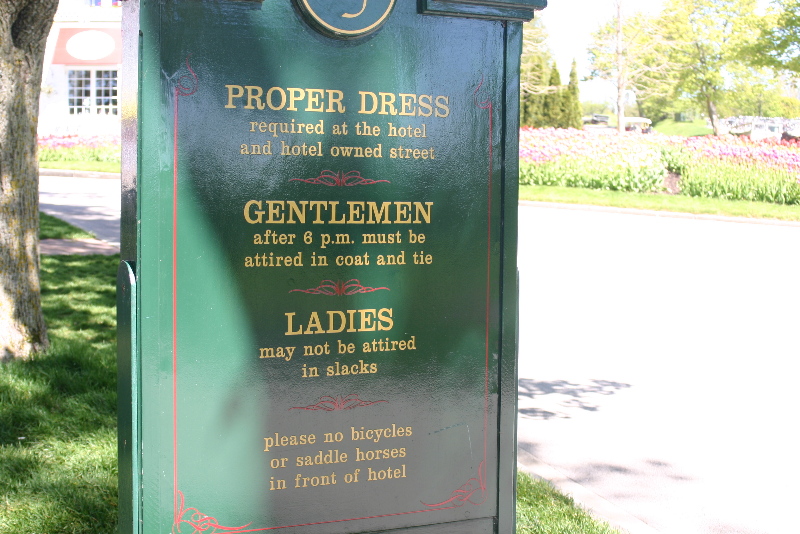 PROPER DRESS
required at the hotel
and hotel owned street
GENTLEMEN
after 6 p.m. must be
attired in coat and tie
LADIES
may not be attired
in slacks
please no bicycles
or saddle horses
in front of hotel